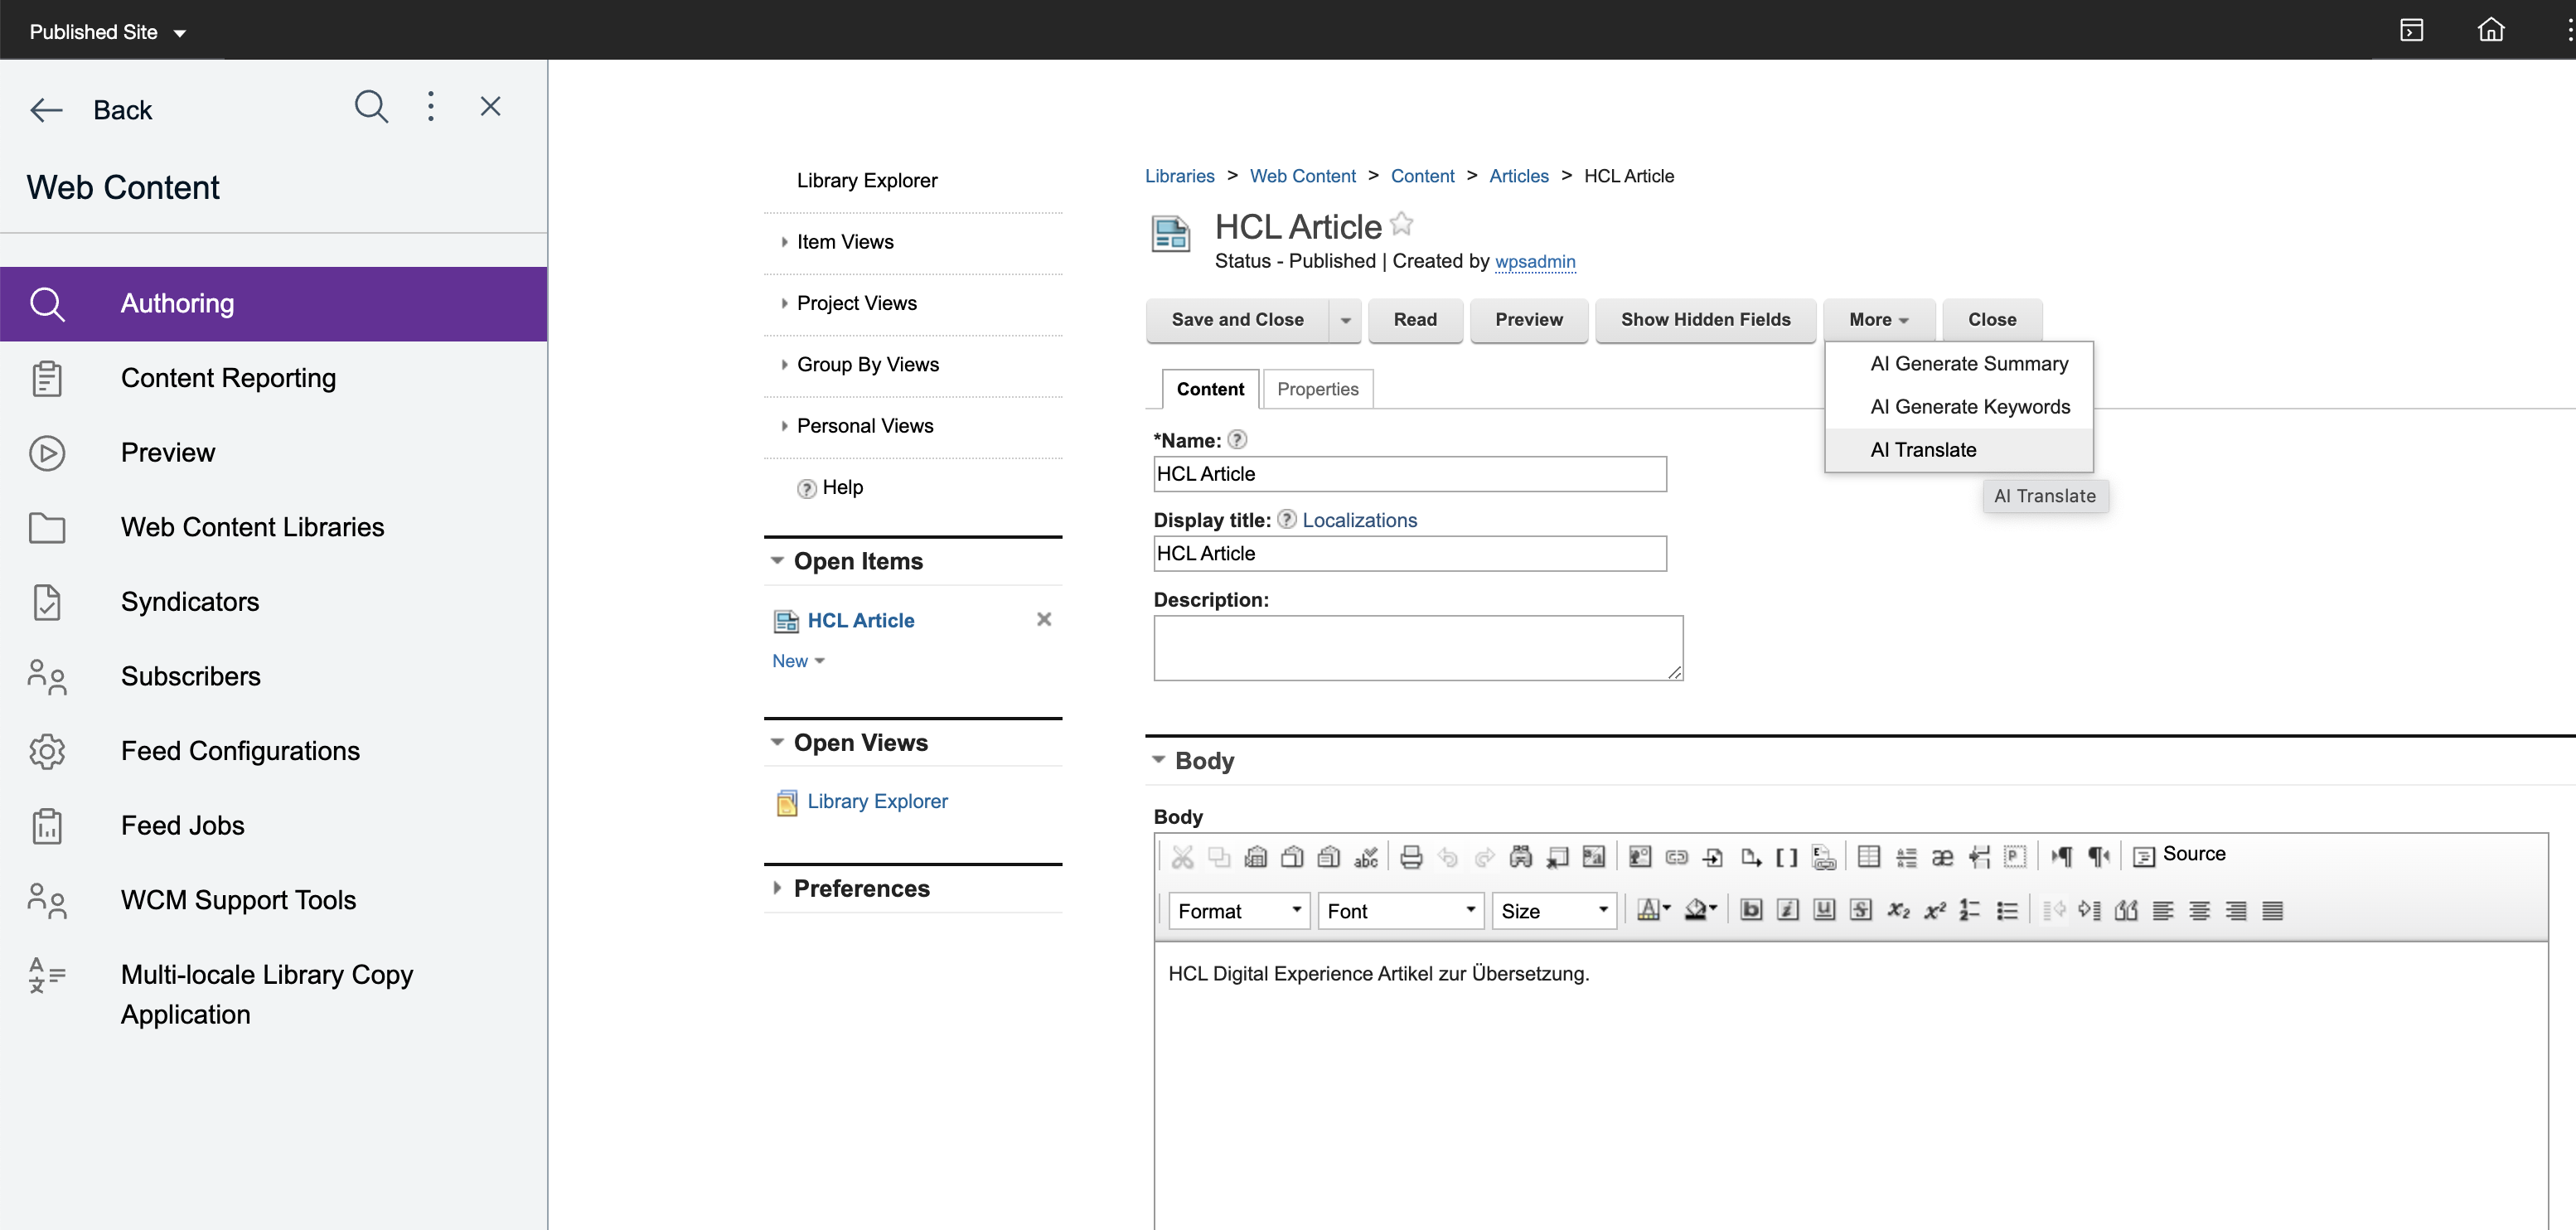 Published Site
Back
Web Content
Authoring
Content Reporting
Preview
Web Content Libraries
Syndicators
Subscribers
Feed Configurations
Feed Jobs
WCM Support Tools
Multi-locale Library Copy
Application
Library Explorer
Item Views
Project Views
Group By Views
Personal Views
? Help
Open Items
HCL Article
New
Open Views
Library Explorer
Preferences
Libraries > Web Content > Content > Articles > HCL Article
HCL Article
Status - Published | Created by wpsadmin
Save and Close Read Preview Show Hidden Fields More Close
AI Generate Summary
AI Generate Keywords
AI Translate
AI Translate
Content Properties
*Name: ?
HCL Article
Display title: ? Localizations
HCL Article
Description:
Body
Body
Source
Format Font Size
HCL Digital Experience Artikel zur Übersetzung.